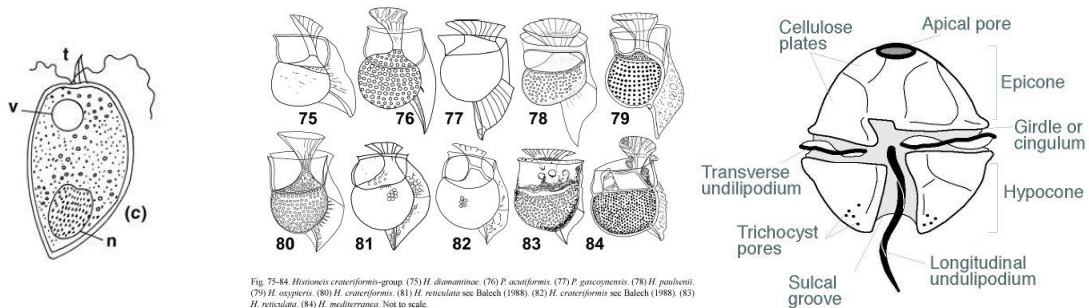 t
v
(c)
n
75
76
77
78
79
80
81
82
83
84
Fig. 75-84. Histioneis crateriformis-group. (75) H. diamantinae. (76) P. acutiformis. (77) P. gascoynensis. (78) H. paulsenii.
(79) H. oxypteris. (80) H. crateriformis. (81) H. reticulata sec Balech (1988). (82) H. crateriformis see Balech (1988). (83)
H. reticulata. (84) H. mediterranea. Not to scale.
Cellulose
plates
Apical pore
Epicone
Girdle or
cingulum
Transverse
undilipodium
Hypocone
Trichocyst
pores
Sulcal
groove
Longitudinal
undulipodium